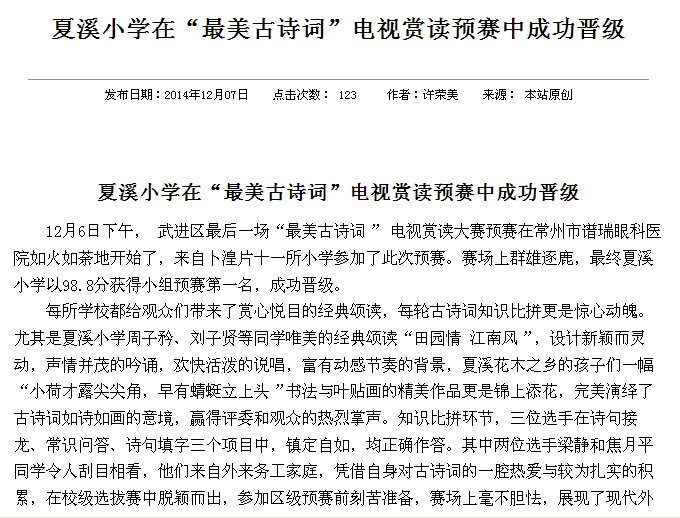 夏溪小学在“最美古诗词”电视赏读预赛中成功晋级
发布日期：2014年12月07日 点击次数： 123 作者：许荣美 来源： 本站原创
夏溪小学在“最美古诗词”电视赏读预赛中成功晋级
12月6日下午， 武进区最后一场“最美古诗词 ” 电视赏读大赛预赛在常州市谱瑞眼科医
院如火如荼地开始了，来自卜湟片十一所小学参加了此次预赛。赛场上群雄逐鹿，最终夏溪
小学以98.8分获得小组预赛第一名，成功晋级。
每所学校都给观众们带来了赏心悦目的经典颂读，每轮古诗词知识比拼更是惊心动魄。
尤其是夏溪小学周子矜、刘子贤等同学唯美的经典颂读“田园情 江南风 ”，设计新颖而灵
动，声情并茂的吟诵，欢快活泼的说唱，富有动感节奏的背景，夏溪花木之乡的孩子们一幅
“小荷才露尖尖角，早有蜻蜓立上头 ”书法与叶贴画的精美作品更是锦上添花，完美演绎了
古诗词如诗如画的意境，赢得评委和观众的热烈掌声。知识比拼环节，三位选手在诗句接
龙、常识问答、诗句填字三个项目中，镇定自如，均正确作答。其中两位选手梁静和焦月平
同学令人刮目相看，他们来自外来务工家庭，凭借自身对古诗词的一腔热爱与较为扎实的积
累，在校级选拔赛中脱颖而出，参加区级预赛前刻苦准备，赛场上毫不胆怯，展现了现代外